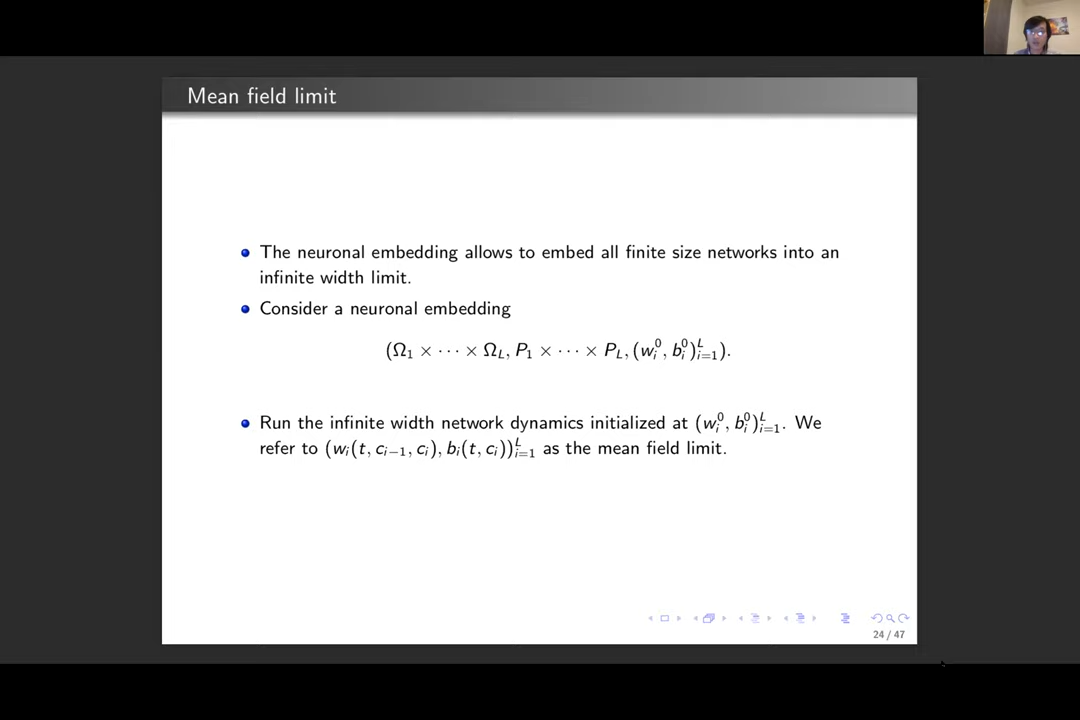 Mean field limit
The neuronal embedding allows to embed all finite size networks into an
infinite width limit.
Consider a neuronal embedding
(Ω₁ × ⋯ × Ω_L, P₁ × ⋯ × P_L, (w_i^0, b_i^0)_{i=1}^L).
Run the infinite width network dynamics initialized at (w_i^0, b_i^0)_{i=1}^L. We
refer to (w_i(t, c_{i−1}, c_i), b_i(t, c_i))_{i=1}^L as the mean field limit.
24 / 47